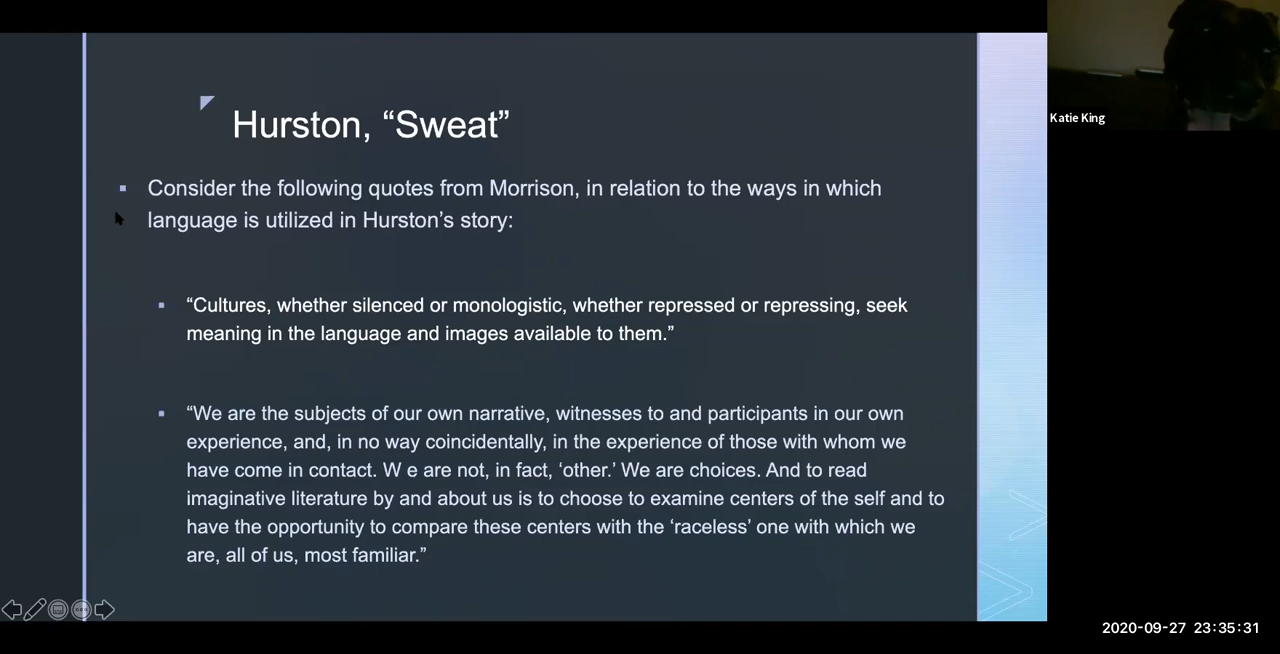 Hurston, “Sweat”
Consider the following quotes from Morrison, in relation to the ways in which
language is utilized in Hurston’s story:
“Cultures, whether silenced or monologistic, whether repressed or repressing, seek
meaning in the language and images available to them.”
“We are the subjects of our own narrative, witnesses to and participants in our own
experience, and, in no way coincidentally, in the experience of those with whom we
have come in contact. W e are not, in fact, ‘other.’ We are choices. And to read
imaginative literature by and about us is to choose to examine centers of the self and to
have the opportunity to compare these centers with the ‘raceless’ one with which we
are, all of us, most familiar.”
Katie King
2020-09-27 23:35:31